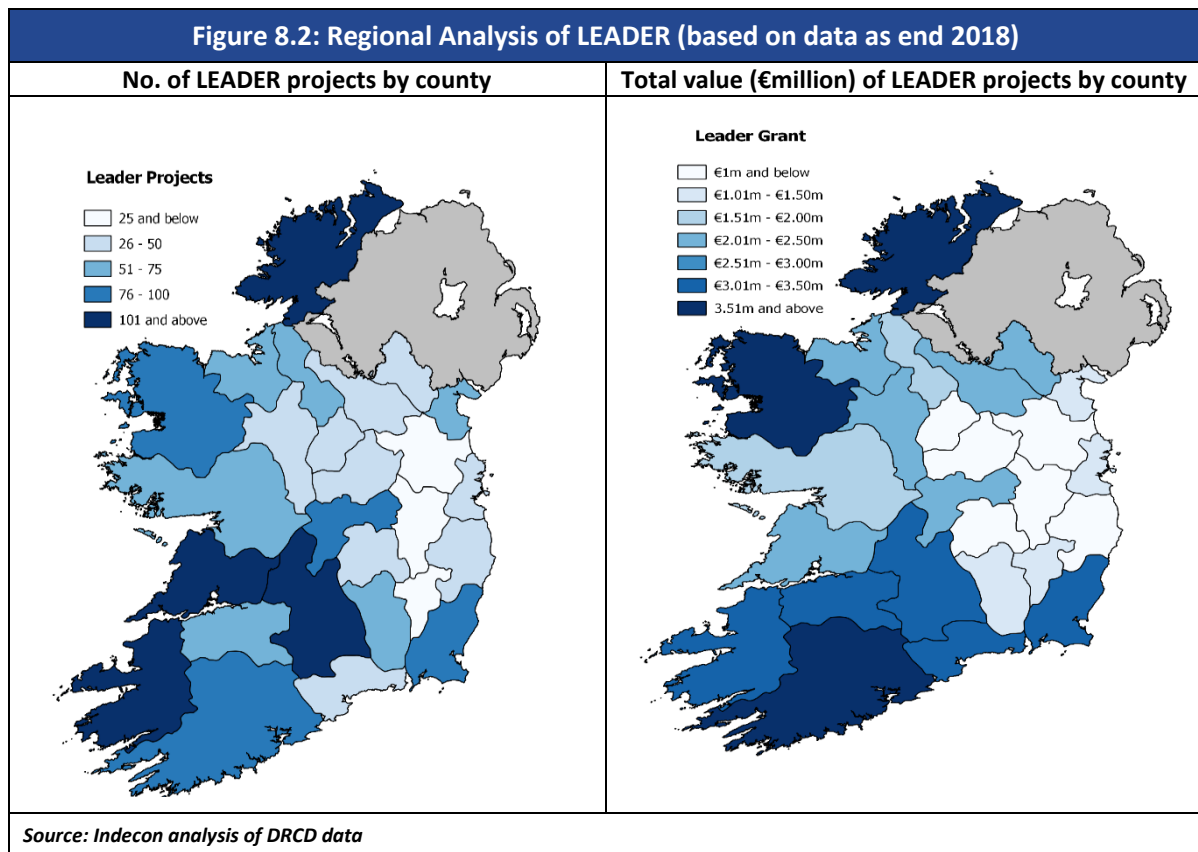 Figure 8.2: Regional Analysis of LEADER (based on data as end 2018)
No. of LEADER projects by county
Total value (€million) of LEADER projects by county
Leader Projects
25 and below
26 - 50
51 - 75
76 - 100
101 and above
Leader Grant
€1m and below
€1.01m - €1.50m
€1.51m - €2.00m
€2.01m - €2.50m
€2.51m - €3.00m
€3.01m - €3.50m
3.51m and above
Source: Indecon analysis of DRCD data